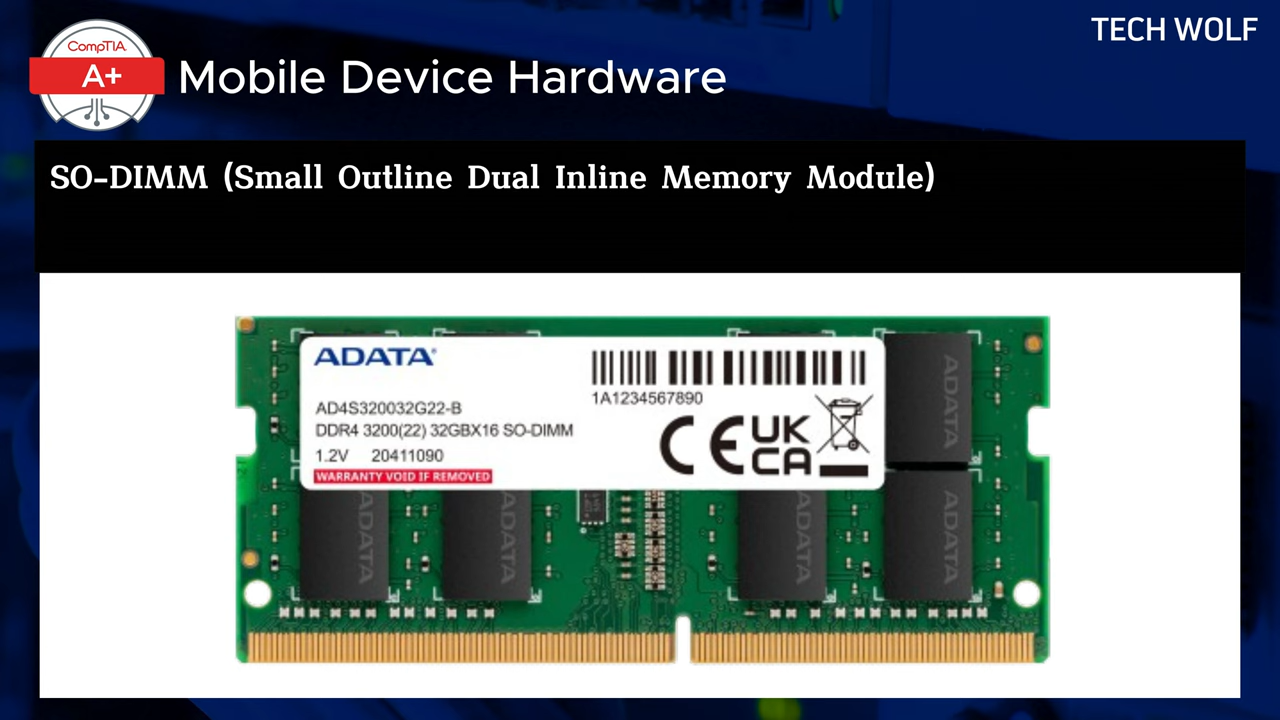 CompTIA
A+
Mobile Device Hardware
TECH WOLF
SO-DIMM (Small Outline Dual Inline Memory Module)
ADATA
AD4S320032G22-B
DDR4 3200(22) 32GBX16 SO-DIMM
1.2V 20411090
WARRANTY VOID IF REMOVED
1A1234567890
CE UK CA
ADATA
ADATA
ADATA
ADATA
ADATA